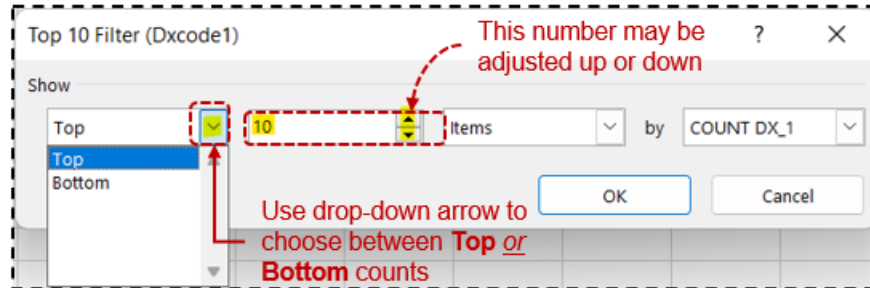 Top 10 Filter (Dxcode1)
This number may be
adjusted up or down
?
Show
Top
10
Items
by
COUNT DX_1
Top
Bottom
OK
Cancel
Use drop-down arrow to
choose between Top or
Bottom counts